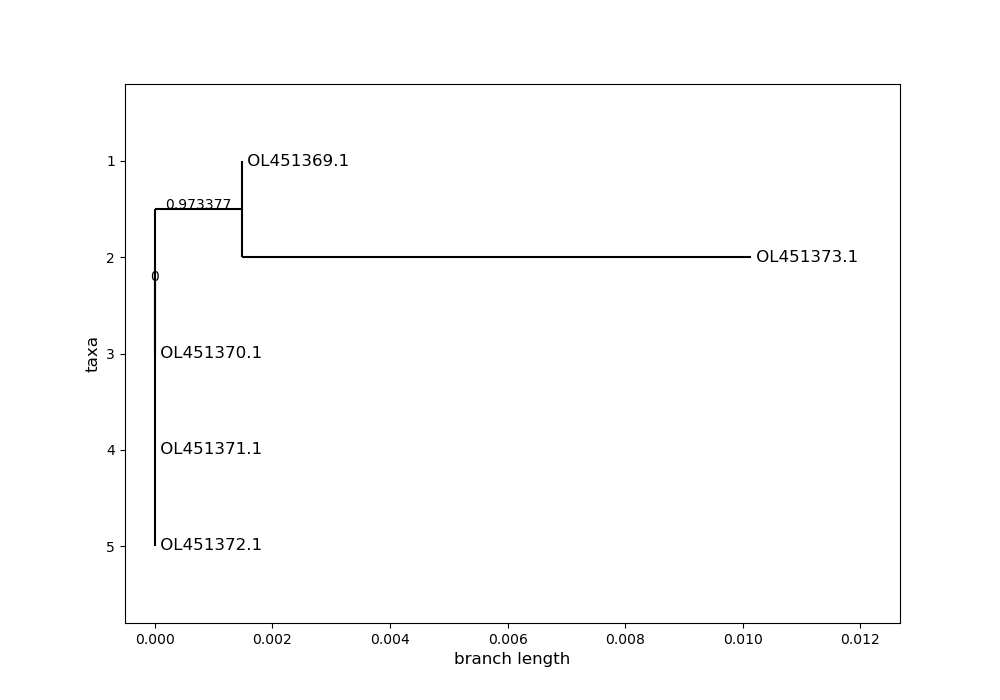 1
OL451369.1
0.973377
2
OL451373.1
0
taxa
3
OL451370.1
4
OL451371.1
5
OL451372.1
0.000 0.002 0.004 0.006 0.008 0.010 0.012
branch length